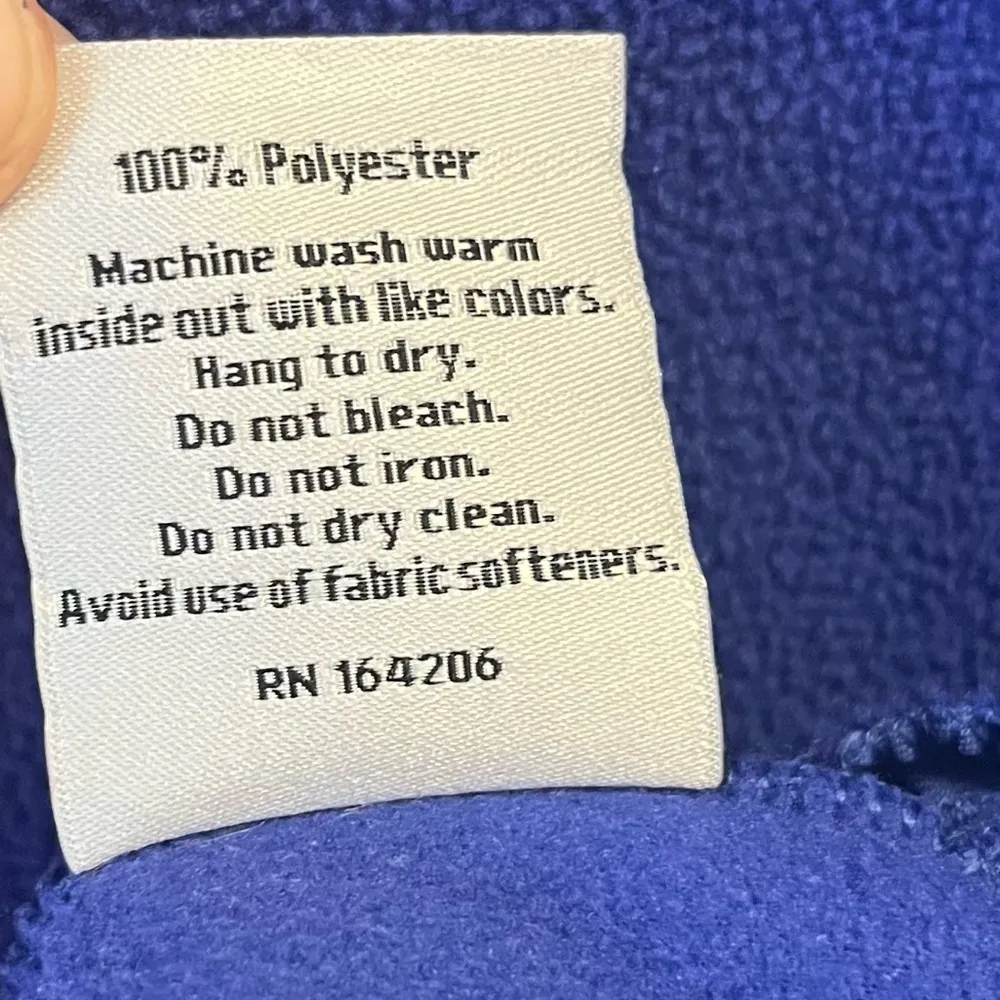 100% Polyester
Machine wash warm
inside out with like colors.
Hang to dry.
Do not bleach.
Do not iron.
Do not dry clean.
Avoid use of fabric softeners.
RN 164206